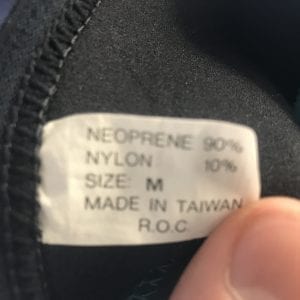 NEOPRENE 90%
NYLON 10%
SIZE: M
MADE IN TAIWAN
R.O.C